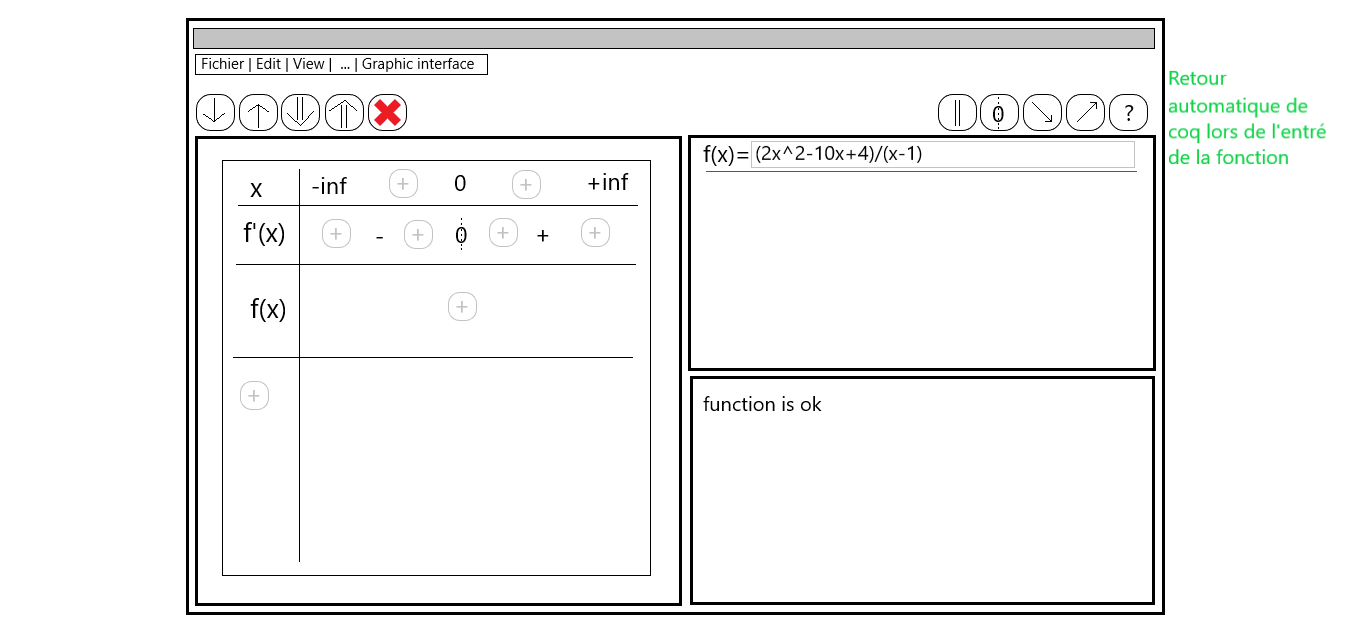 Fichier | Edit | View | ... | Graphic interface
?
x -inf + 0 + +inf
f'(x) + - + 0 + + +
f(x) +
+
f(x)= (2x^2-10x+4)/(x-1)
function is ok
0
Retour
automatique de
coq lors de l'entré
de la fonction